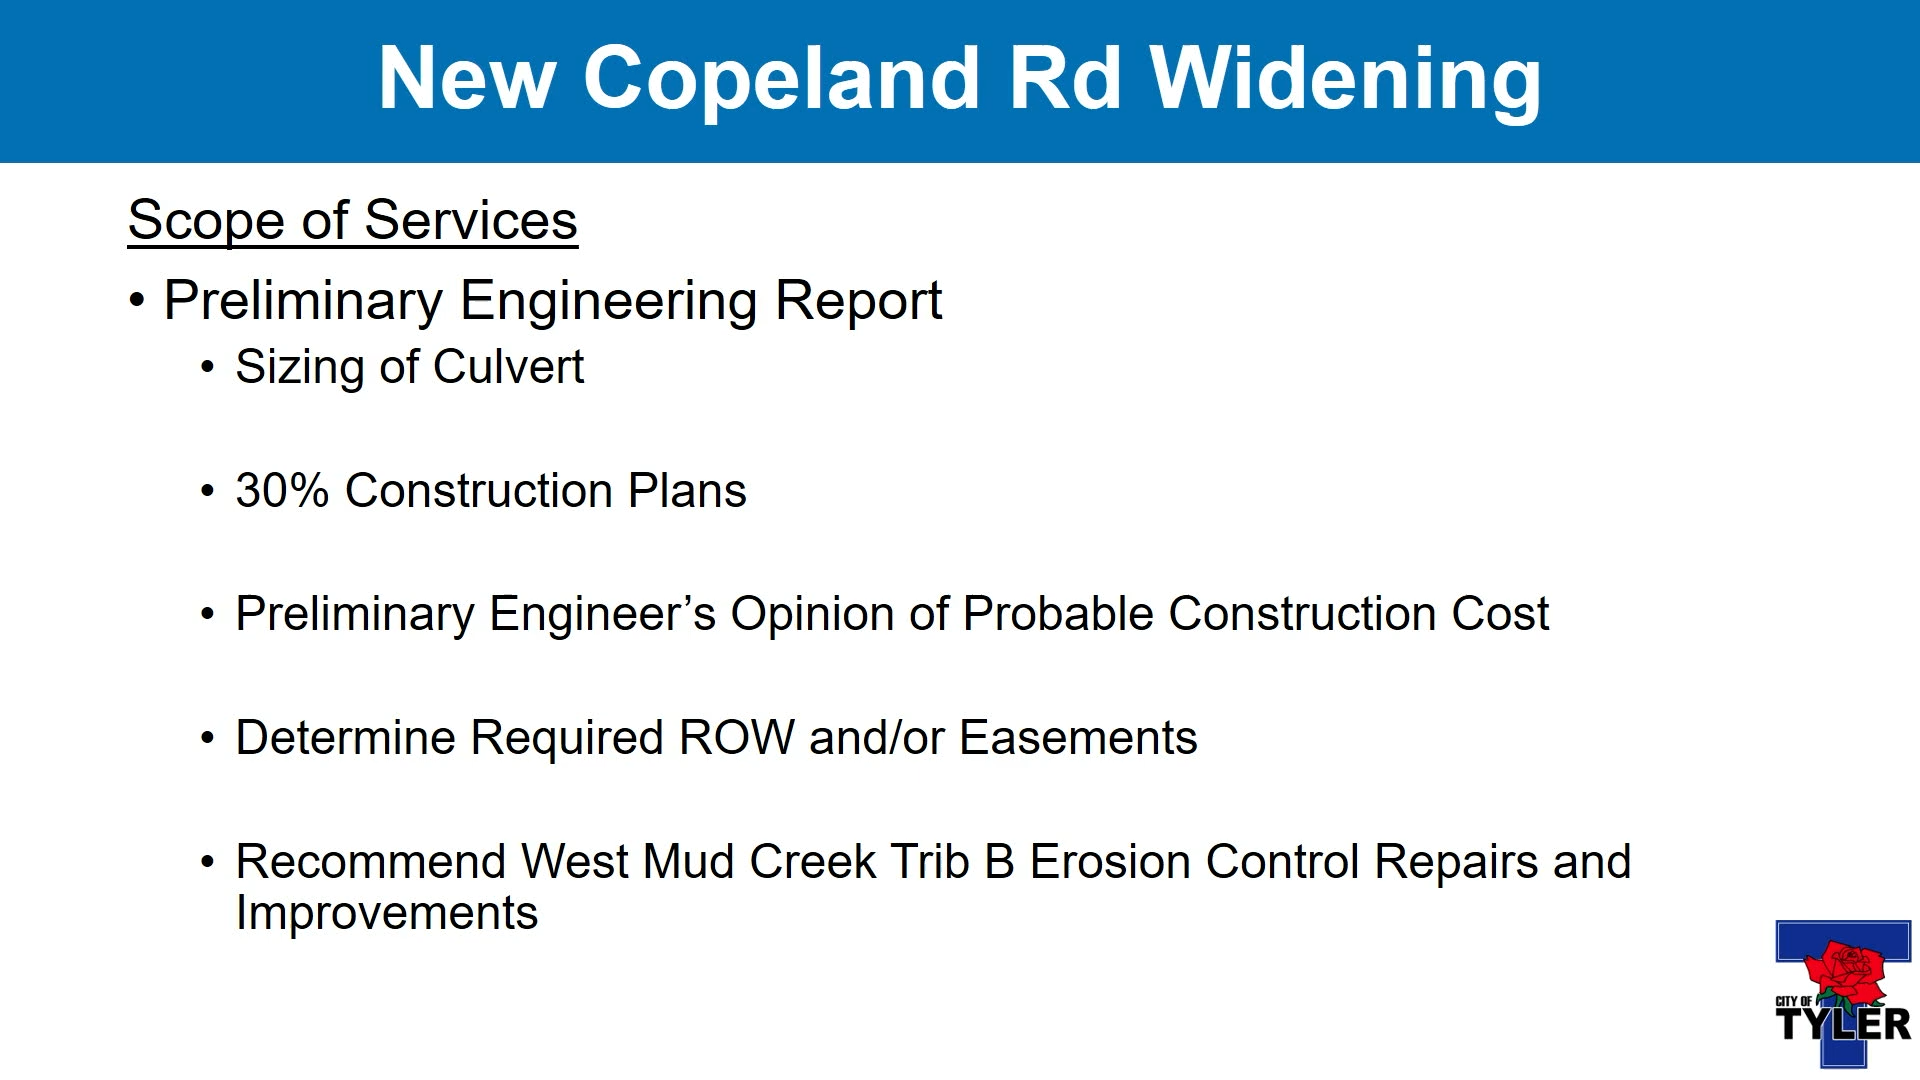 New Copeland Rd Widening
Scope of Services
• Preliminary Engineering Report
• Sizing of Culvert
• 30% Construction Plans
• Preliminary Engineer’s Opinion of Probable Construction Cost
• Determine Required ROW and/or Easements
• Recommend West Mud Creek Trib B Erosion Control Repairs and
Improvements
CITY OF
TYLER